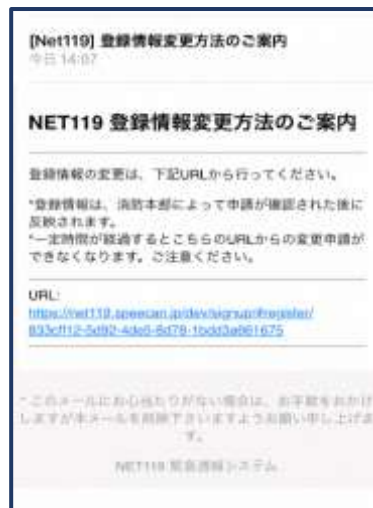 [Net119] 登録情報変更方法のご案内
今日 14:07
NET119 登録情報変更方法のご案内
登録情報の変更は、下記URLから行ってください。
*登録情報は、消防本部によって申請が確認された後に
反映されます。
*一定時間が経過するとこちらのURLからの変更申請が
できなくなります。ご注意ください。
URL:
https://net119.speecan.jp/dev/signup/#register/
*このメールにお心当たりがない場合は、お手数をおかけ
しますが本メールを削除下さいますようお願い申し上げま
す。
NET119 緊急通報システム